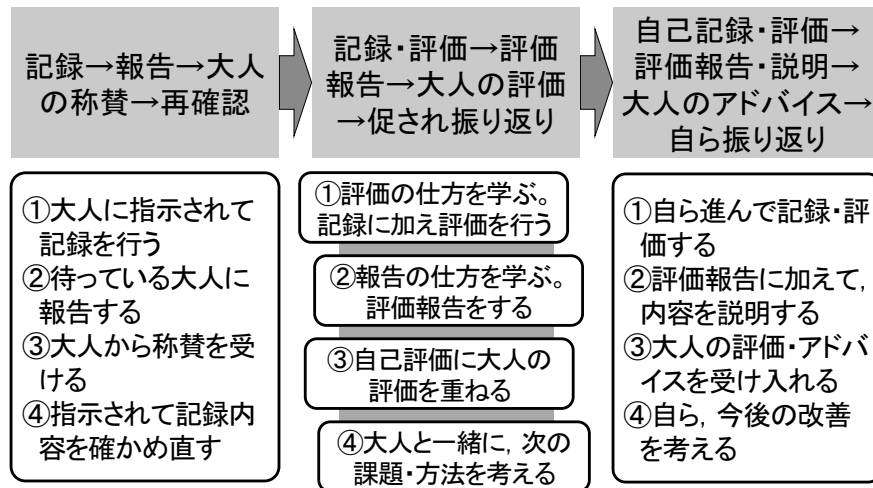 記録→報告→大人
の称賛→再確認
記録・評価→評価
報告→大人の評価
→促され振り返り
自己記録・評価→
評価報告・説明→
大人のアドバイス→
自ら振り返り
①大人に指示されて
記録を行う
②待っている大人に
報告する
③大人から称賛を受
ける
④指示されて記録内
容を確かめ直す
①評価の仕方を学ぶ。
記録に加え評価を行う
②報告の仕方を学ぶ。
評価報告をする
③自己評価に大人の
評価を重ねる
④大人と一緒に，次の
課題・方法を考える
①自ら進んで記録・評
価する
②評価報告に加えて，
内容を説明する
③大人の評価・アドバ
イスを受け入れる
④自ら，今後の改善
を考える